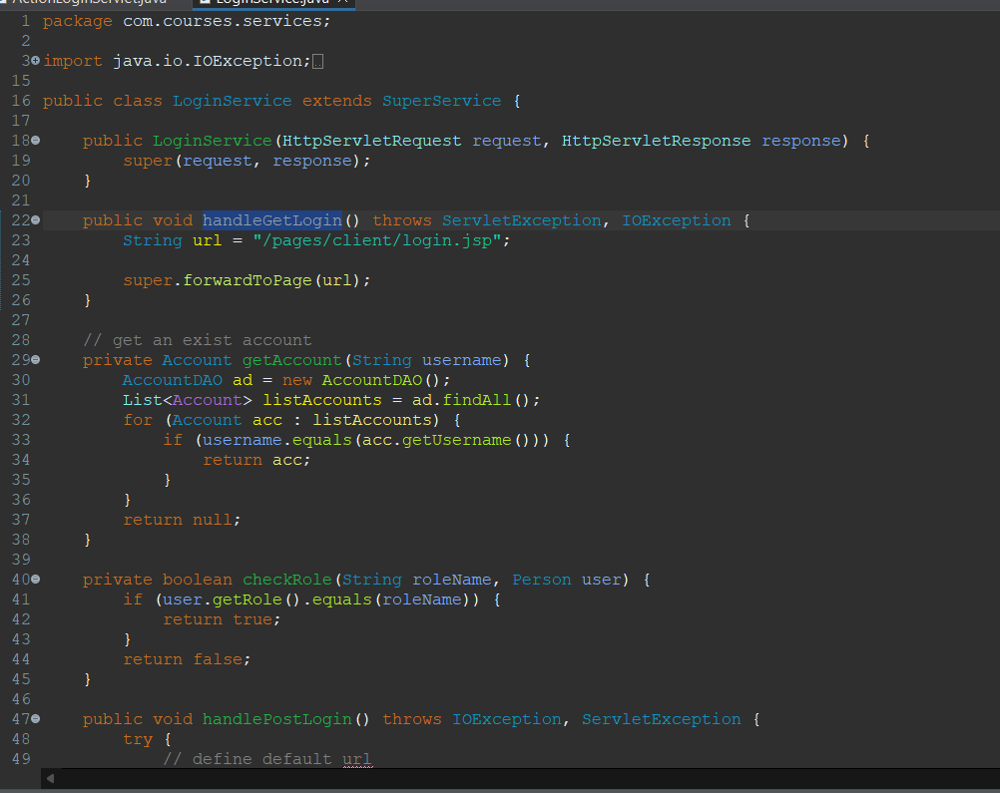 ActionLoginServlet.java LoginService.java
1 package com.courses.services;
2
3 import java.io.IOException;
15
16 public class LoginService extends SuperService {
17
18 public LoginService(HttpServletRequest request, HttpServletResponse response) {
19 super(request, response);
20 }
21
22 public void handleGetLogin() throws ServletException, IOException {
23 String url = "/pages/client/login.jsp";
24
25 super.forwardToPage(url);
26 }
27
28 // get an exist account
29 private Account getAccount(String username) {
30 AccountDAO ad = new AccountDAO();
31 List<Account> listAccounts = ad.findAll();
32 for (Account acc : listAccounts) {
33 if (username.equals(acc.getUsername())) {
34 return acc;
35 }
36 }
37 return null;
38 }
39
40 private boolean checkRole(String roleName, Person user) {
41 if (user.getRole().equals(roleName)) {
42 return true;
43 }
44 return false;
45 }
46
47 public void handlePostLogin() throws IOException, ServletException {
48 try {
49 // define default url